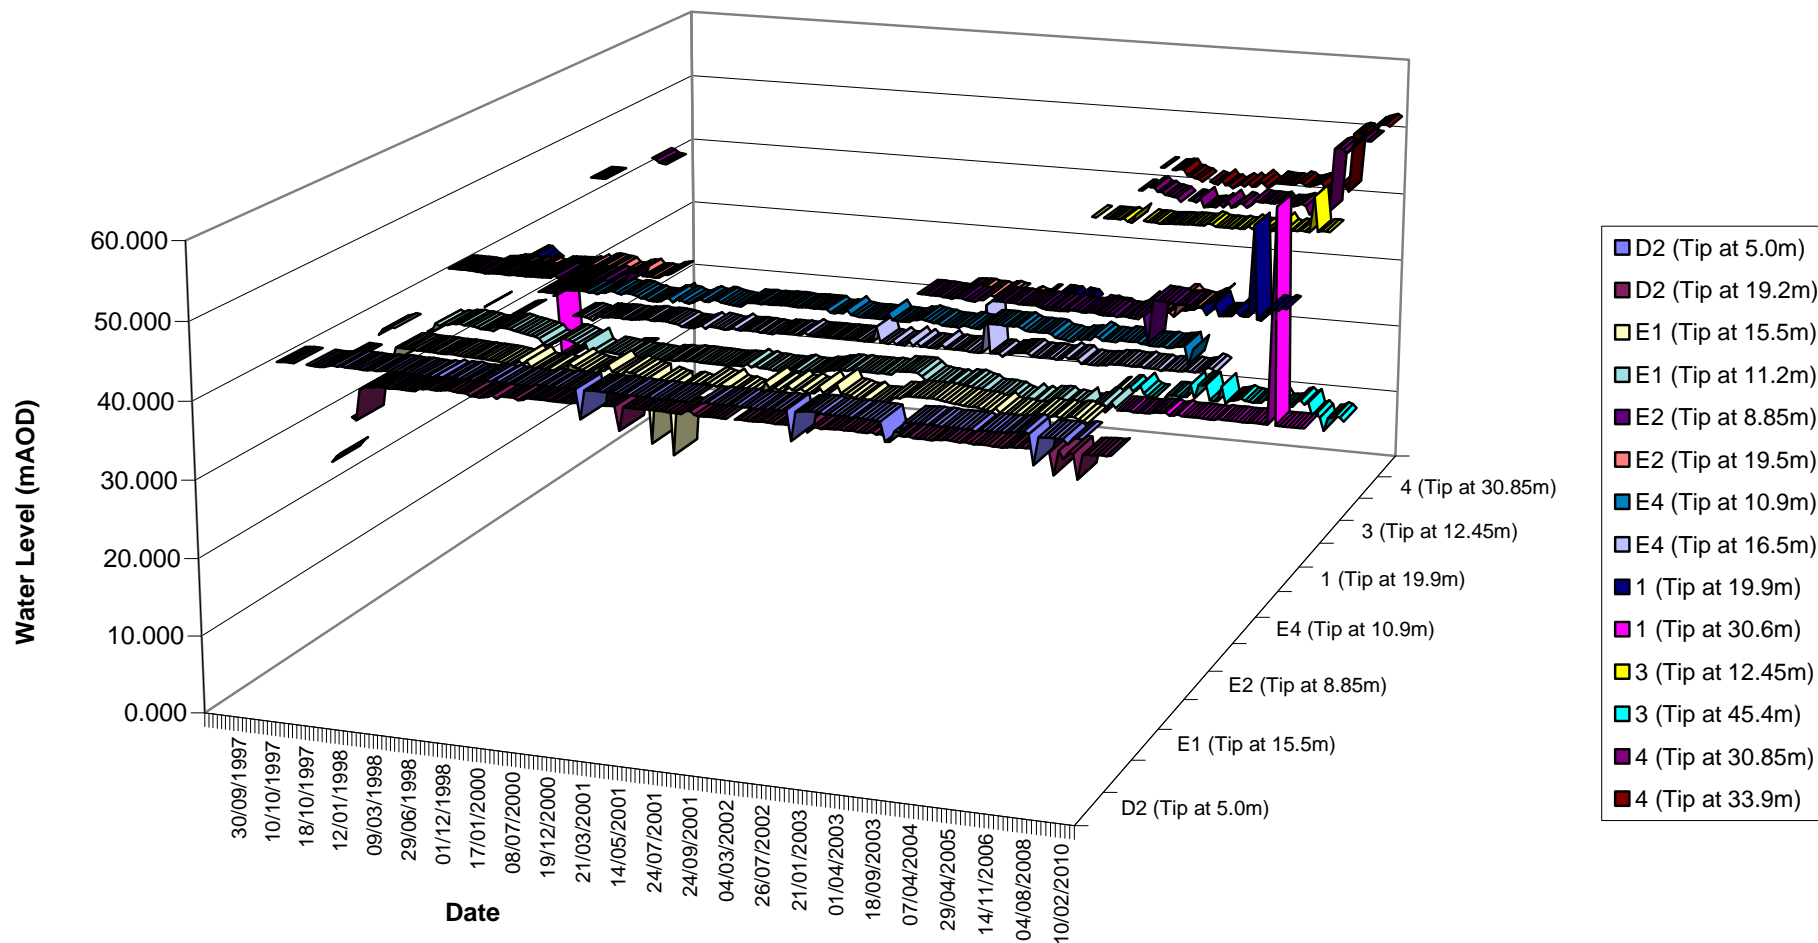 60.000
50.000
40.000
30.000
20.000
10.000
0.000
Water Level (mAOD)
30/09/1997
10/10/1997
18/10/1997
12/01/1998
09/03/1998
29/06/1998
01/12/1998
17/01/2000
08/07/2000
19/12/2000
21/03/2001
14/05/2001
24/07/2001
24/09/2001
04/03/2002
26/07/2002
21/01/2003
01/04/2003
18/09/2003
07/04/2004
29/04/2005
14/11/2006
04/08/2008
10/02/2010
Date
4 (Tip at 30.85m)
3 (Tip at 12.45m)
1 (Tip at 19.9m)
E4 (Tip at 10.9m)
E2 (Tip at 8.85m)
E1 (Tip at 15.5m)
D2 (Tip at 5.0m)
D2 (Tip at 5.0m)
D2 (Tip at 19.2m)
E1 (Tip at 15.5m)
E1 (Tip at 11.2m)
E2 (Tip at 8.85m)
E2 (Tip at 19.5m)
E4 (Tip at 10.9m)
E4 (Tip at 16.5m)
1 (Tip at 19.9m)
1 (Tip at 30.6m)
3 (Tip at 12.45m)
3 (Tip at 45.4m)
4 (Tip at 30.85m)
4 (Tip at 33.9m)